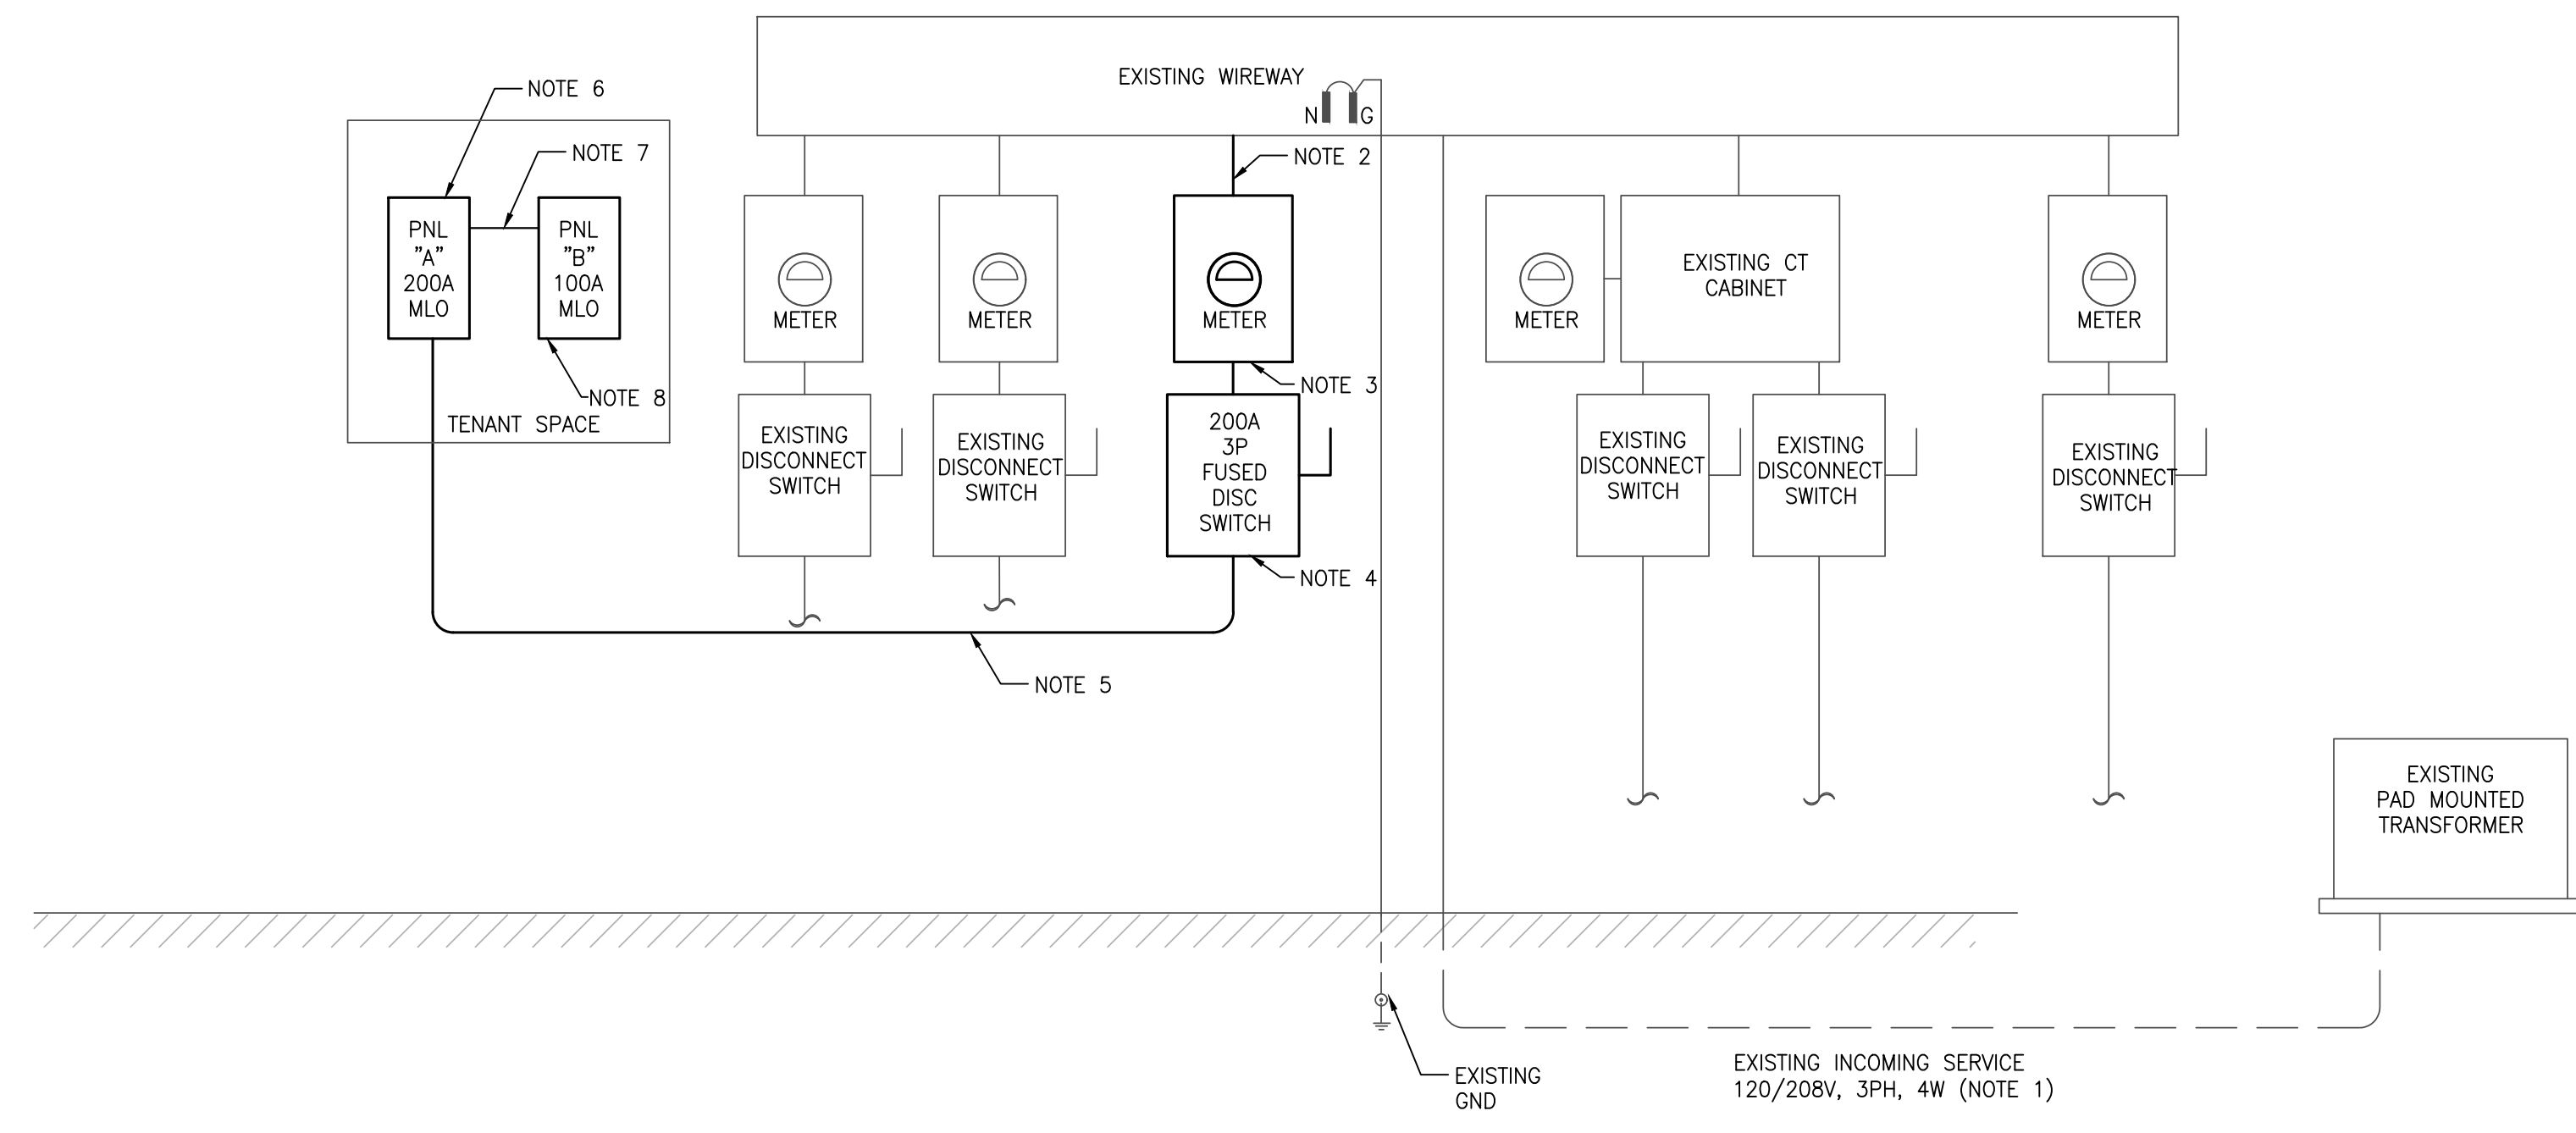 EXISTING WIREWAY
N G
NOTE 6
NOTE 7
NOTE 2
PNL
"A"
200A
MLO
PNL
"B"
100A
MLO
NOTE 8
TENANT SPACE
METER
METER
METER
METER
EXISTING CT
CABINET
METER
NOTE 3
EXISTING
DISCONNECT
SWITCH
EXISTING
DISCONNECT
SWITCH
200A
3P
FUSED
DISC
SWITCH
EXISTING
DISCONNECT
SWITCH
EXISTING
DISCONNECT
SWITCH
EXISTING
DISCONNECT
SWITCH
NOTE 4
NOTE 5
EXISTING
PAD MOUNTED
TRANSFORMER
EXISTING
GND
EXISTING INCOMING SERVICE
120/208V, 3PH, 4W (NOTE 1)